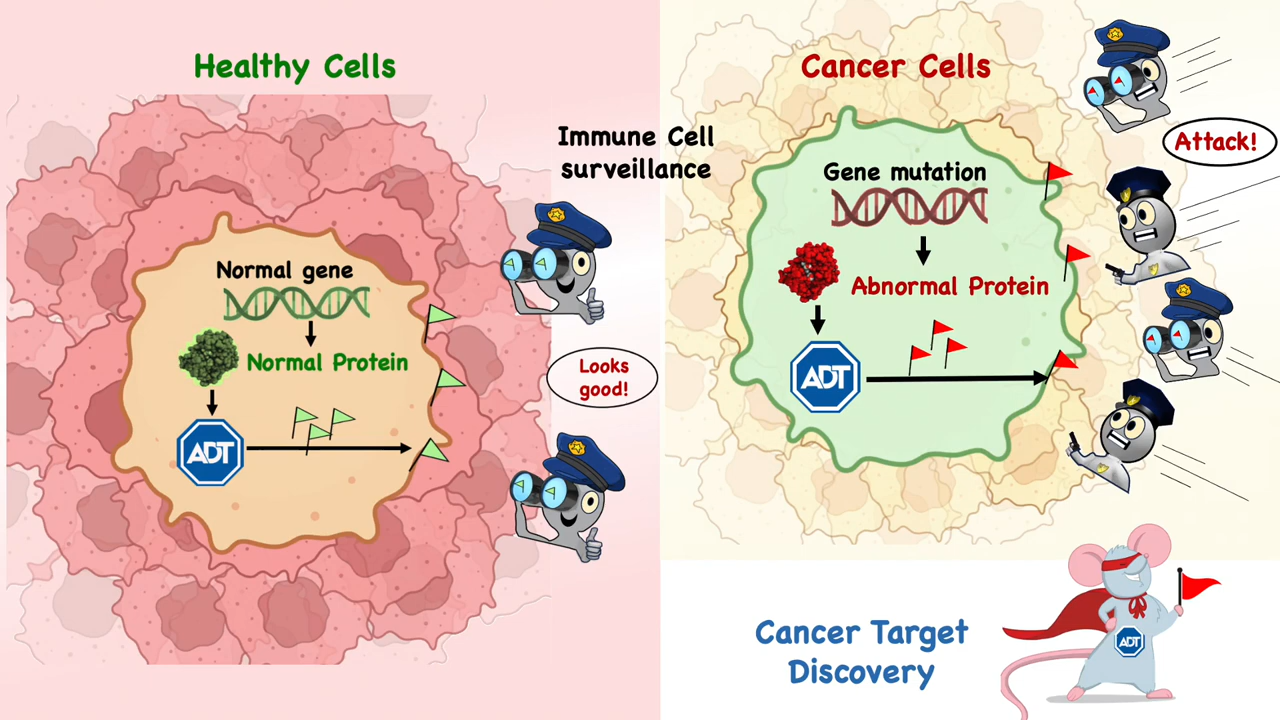 Healthy Cells
Immune Cell
surveillance
Normal gene
Normal Protein
ADT
Looks
good!
Cancer Cells
Gene mutation
Abnormal Protein
ADT
Attack!
Cancer Target
Discovery
ADT